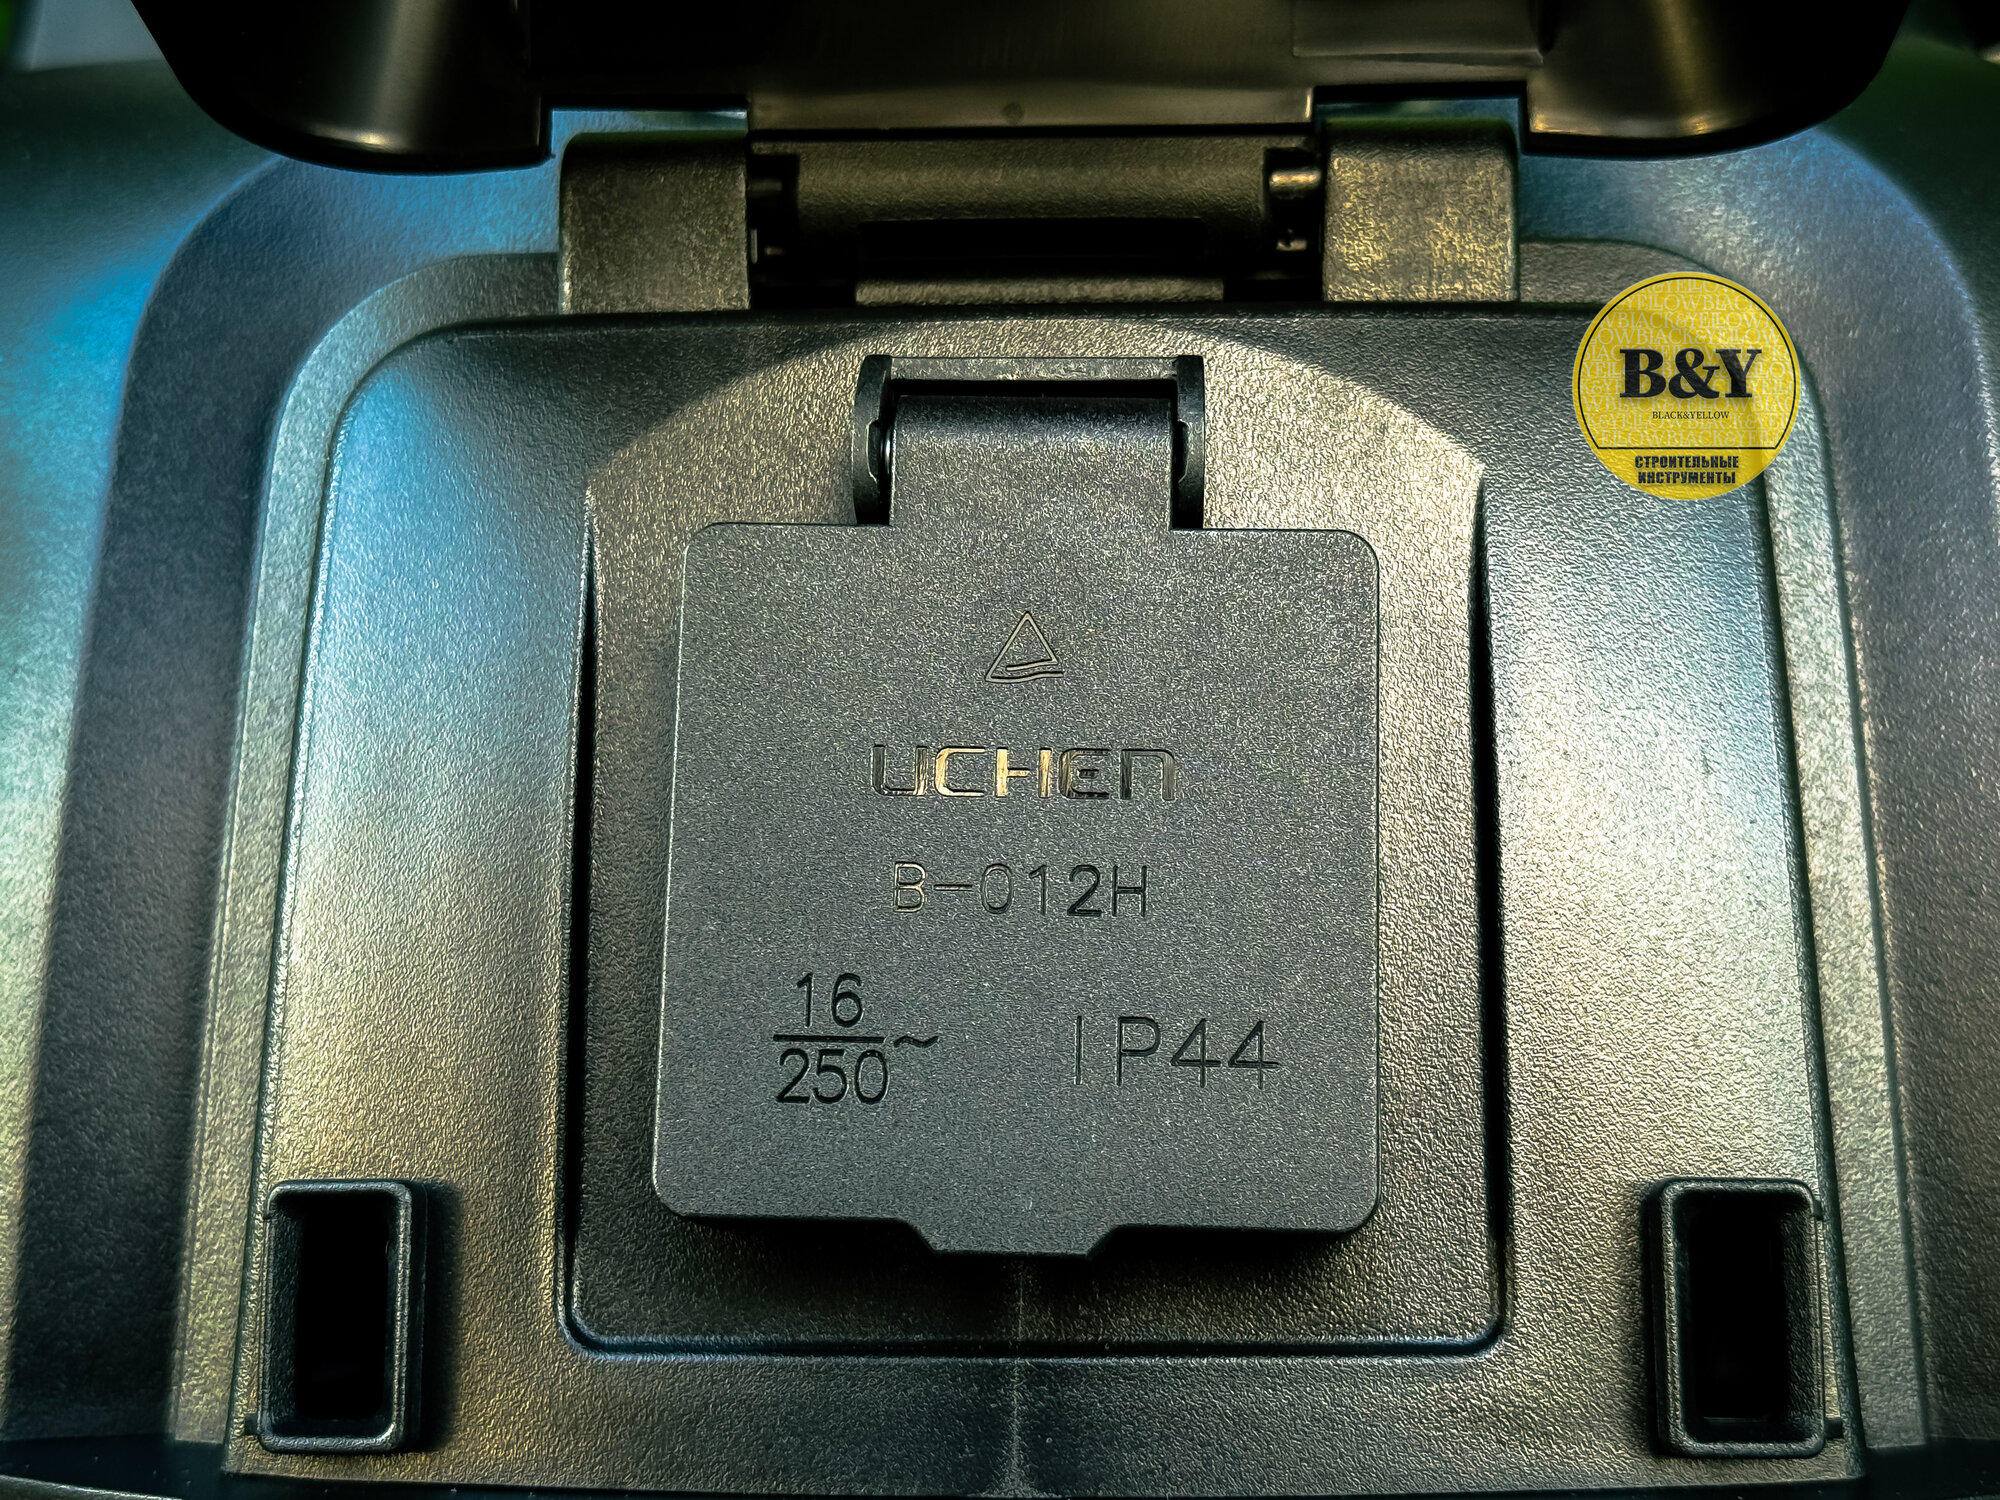 B&Y
BLACK&YELLOW
СТРОИТЕЛЬНЫЕ
ИНСТРУМЕНТЫ
UCHEN
B-012H
16
250~
IP44